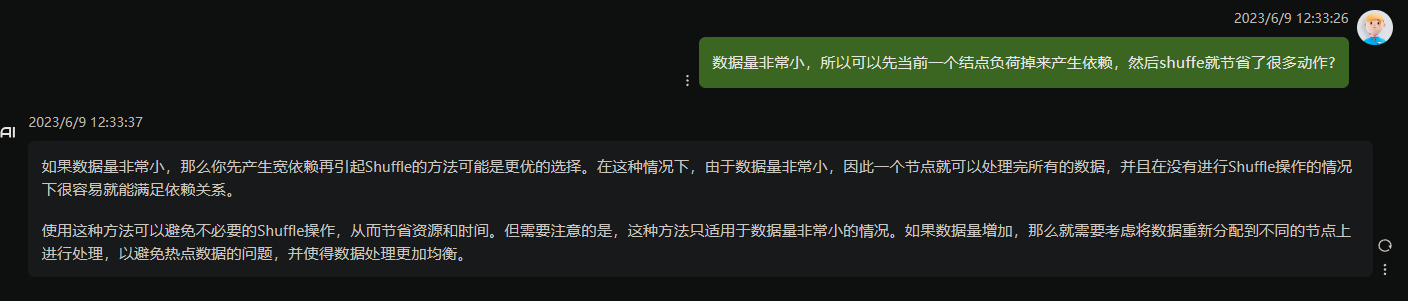 2023/6/9 12:33:26
数据量非常小，所以可以先当前一个结点负荷掉来产生依赖，然后shuffe就节省了很多动作?
AI
2023/6/9 12:33:37
如果数据量非常小，那么你先产生宽依赖再引起Shuffle的方法可能是更优的选择。在这种情况下，由于数据量非常小，因此一个节点就可以处理完所有的数据，并且在没有进行Shuffle操作的情况
下很容易就能满足依赖关系。
使用这种方法可以避免不必要的Shuffle操作，从而节省资源和时间。但需要注意的是，这种方法只适用于数据量非常小的情况。如果数据量增加，那么就需要考虑将数据重新分配到不同的节点上
进行处理，以避免热点数据的问题，并使得数据处理更加均衡。